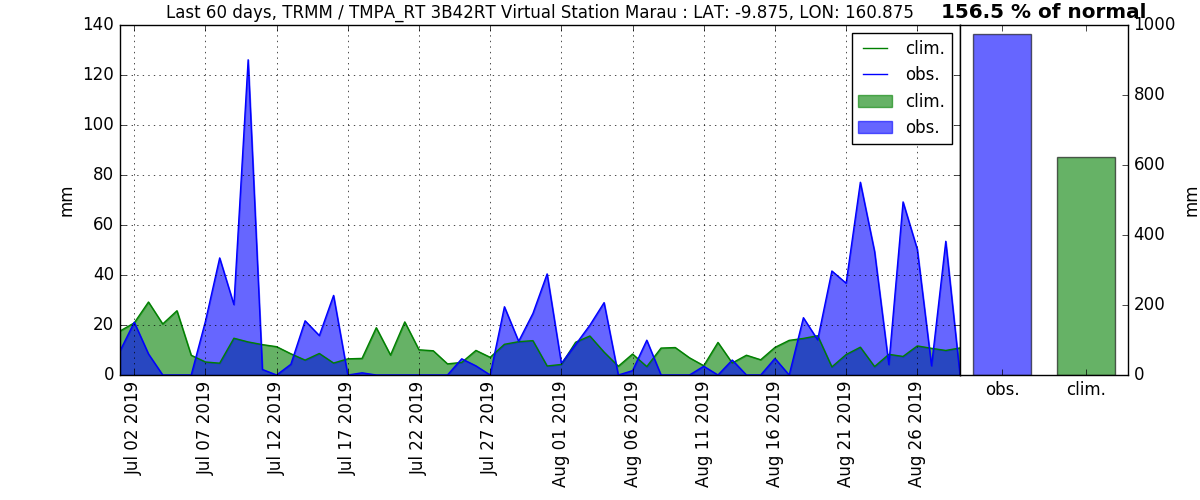 Last 60 days, TRMM / TMPA_RT 3B42RT Virtual Station Marau : LAT: -9.875, LON: 160.875
156.5 % of normal
140
120
100
80
60
40
20
0
mm
clim.
obs.
clim.
obs.
1000
800
600
400
200
0
mm
Jul 02 2019
Jul 07 2019
Jul 12 2019
Jul 17 2019
Jul 22 2019
Jul 27 2019
Aug 01 2019
Aug 06 2019
Aug 11 2019
Aug 16 2019
Aug 21 2019
Aug 26 2019
obs.
clim.